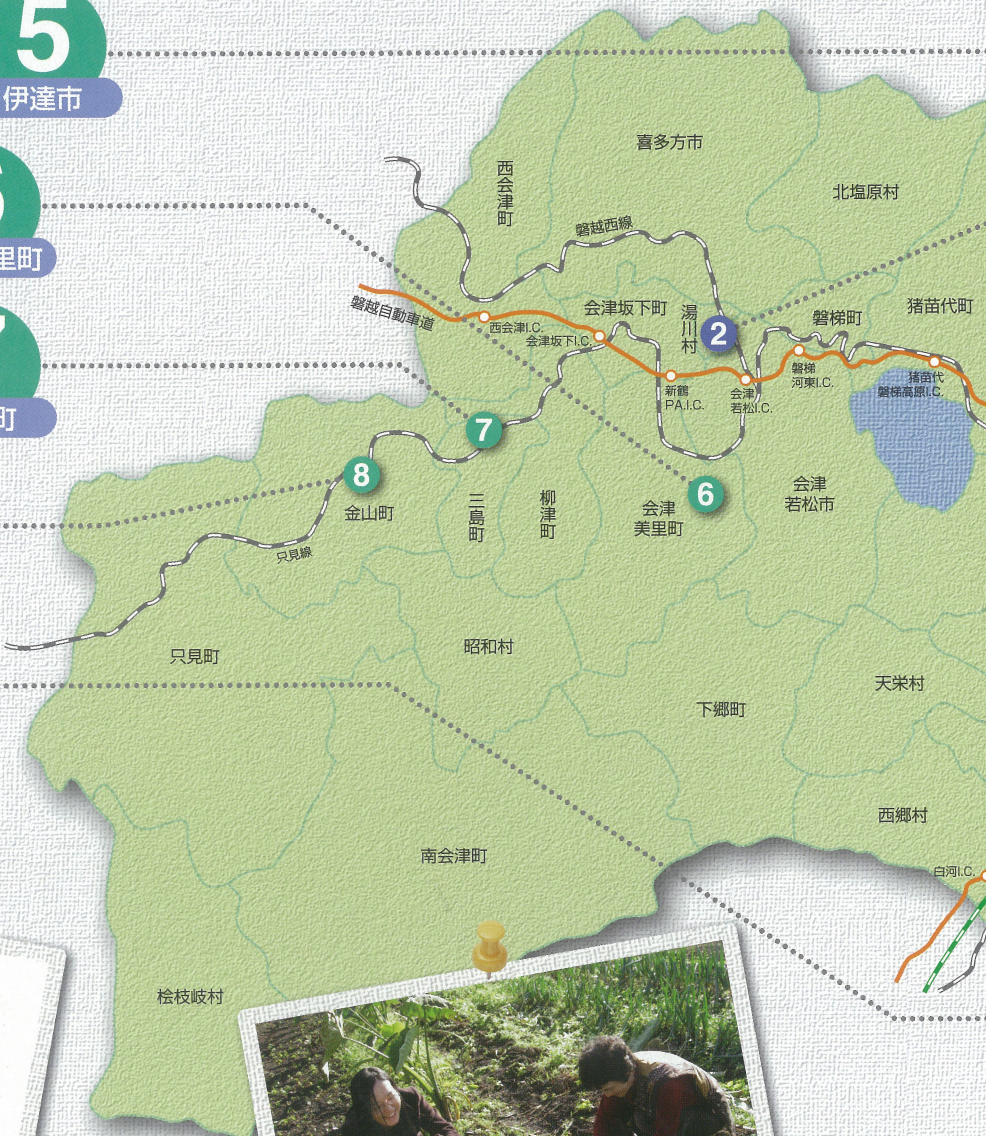 5
伊達市
里町
町
喜多方市
西会津町
北塩原村
磐越西線
磐越自動車道
西会津I.C.
会津坂下町
会津坂下I.C.
湯川村
2
磐梯町
猪苗代町
新鶴
P.A.I.C.
会津
若松I.C.
磐梯
河東I.C.
猪苗代
磐梯高原I.C.
7
8
6
金山町
三島町
柳津町
会津
美里町
会津
若松市
只見線
只見町
昭和村
下郷町
天栄村
西郷村
南会津町
白河I.C.
桧枝岐村